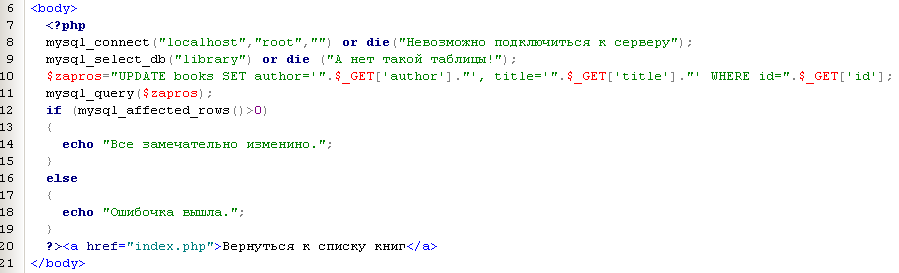 6 <body>
7 <?php
8 mysql_connect("localhost","root","") or die("Невозможно подключиться к серверу");
9 mysql_select_db("library") or die ("А нет такой таблицы!");
10 $zapros="UPDATE books SET author='".$_GET['author']."', title='".$_GET['title']."' WHERE id=".$_GET['id'];
11 mysql_query($zapros);
12 if (mysql_affected_rows()>0)
13 {
14 echo "Все замечательно изменино.";
15 }
16 else
17 {
18 echo "Ошибочка вышла.";
19 }
20 ?><a href="index.php">Вернуться к списку книг</a>
21 </body>